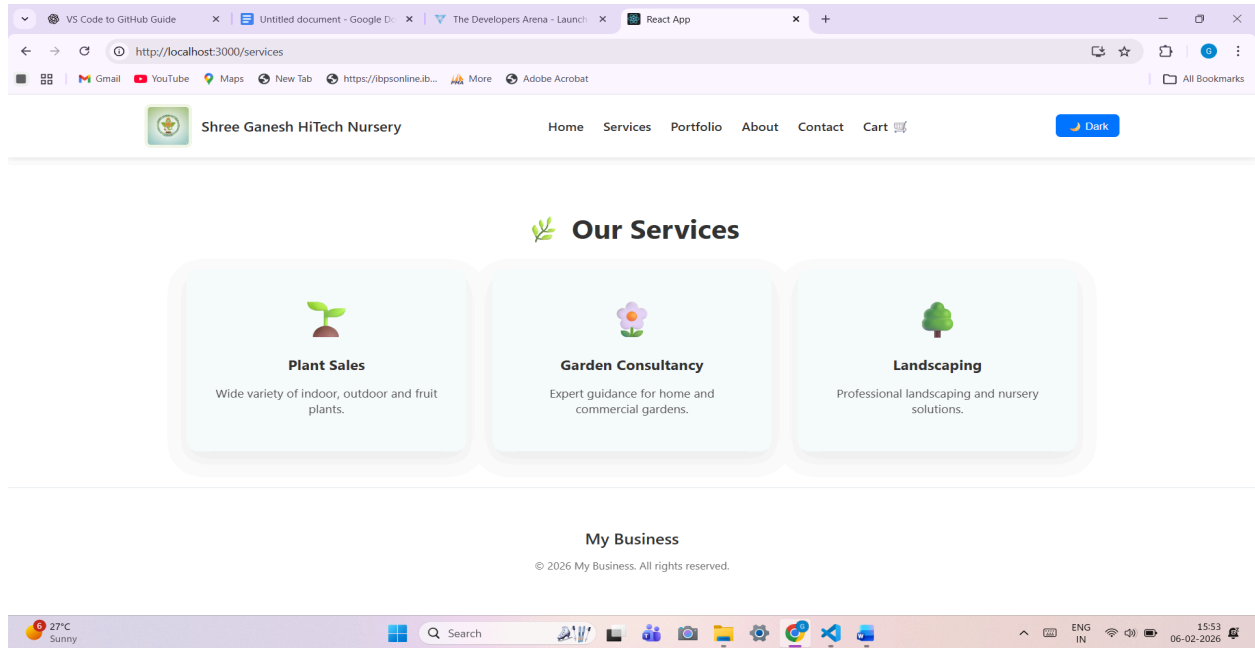 VS Code to GitHub Guide
Untitled document - Google Do
The Developers Arena - Launch
React App
http://localhost:3000/services
G
Gmail
YouTube
Maps
New Tab
https://ibpsonline.ib...
More
Adobe Acrobat
All Bookmarks
Shree Ganesh HiTech Nursery
Home Services Portfolio About Contact Cart
Dark
Our Services
Plant Sales
Wide variety of indoor, outdoor and fruit
plants.
Garden Consultancy
Expert guidance for home and
commercial gardens.
Landscaping
Professional landscaping and nursery
solutions.
My Business
© 2026 My Business. All rights reserved.
6
27°C
Sunny
Search
G
ENG
IN
15:53
06-02-2026